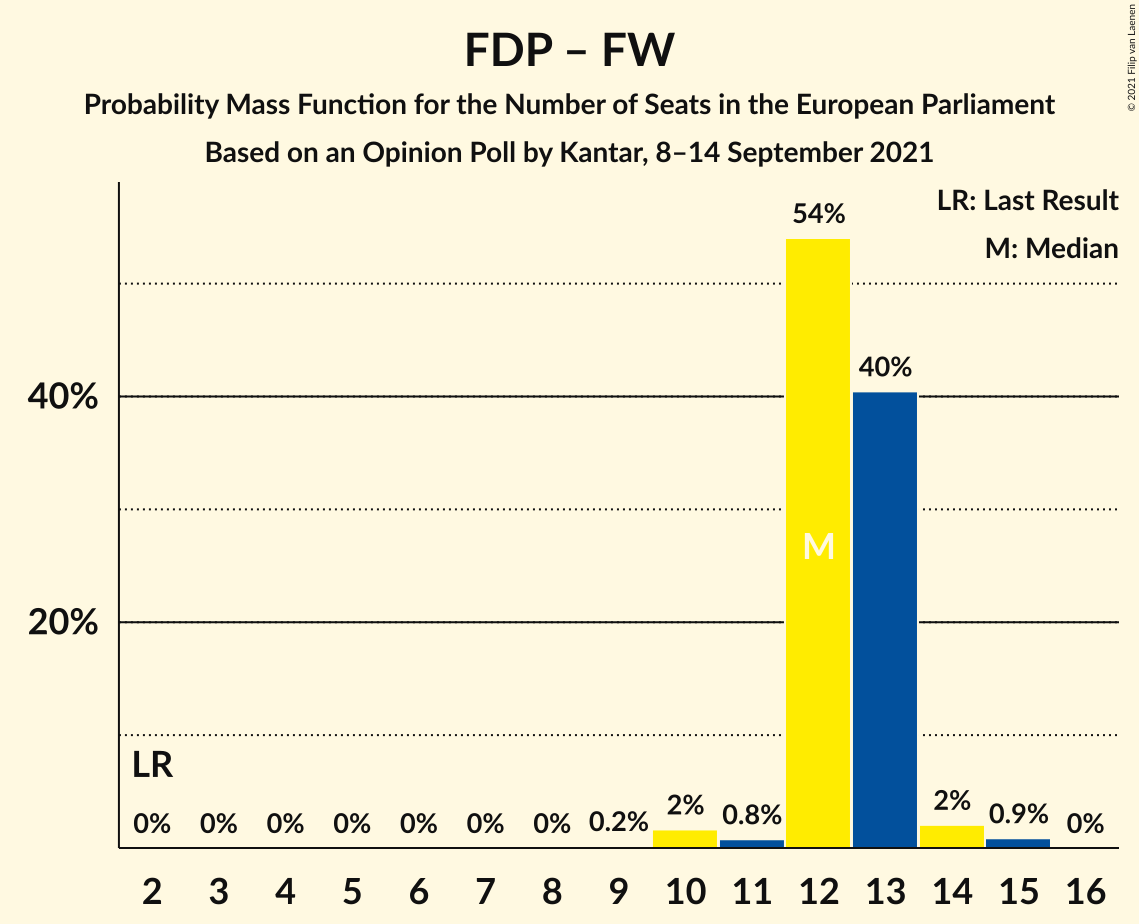 FDP – FW
Probability Mass Function for the Number of Seats in the European Parliament
Based on an Opinion Poll by Kantar, 8–14 September 2021
© 2021 Filip van Laenen
LR: Last Result
M: Median
54%
40%
40%
M
20%
LR
0% 0% 0% 0% 0% 0% 0% 0.2% 2% 0.8% 2% 0.9% 0%
2 3 4 5 6 7 8 9 10 11 12 13 14 15 16